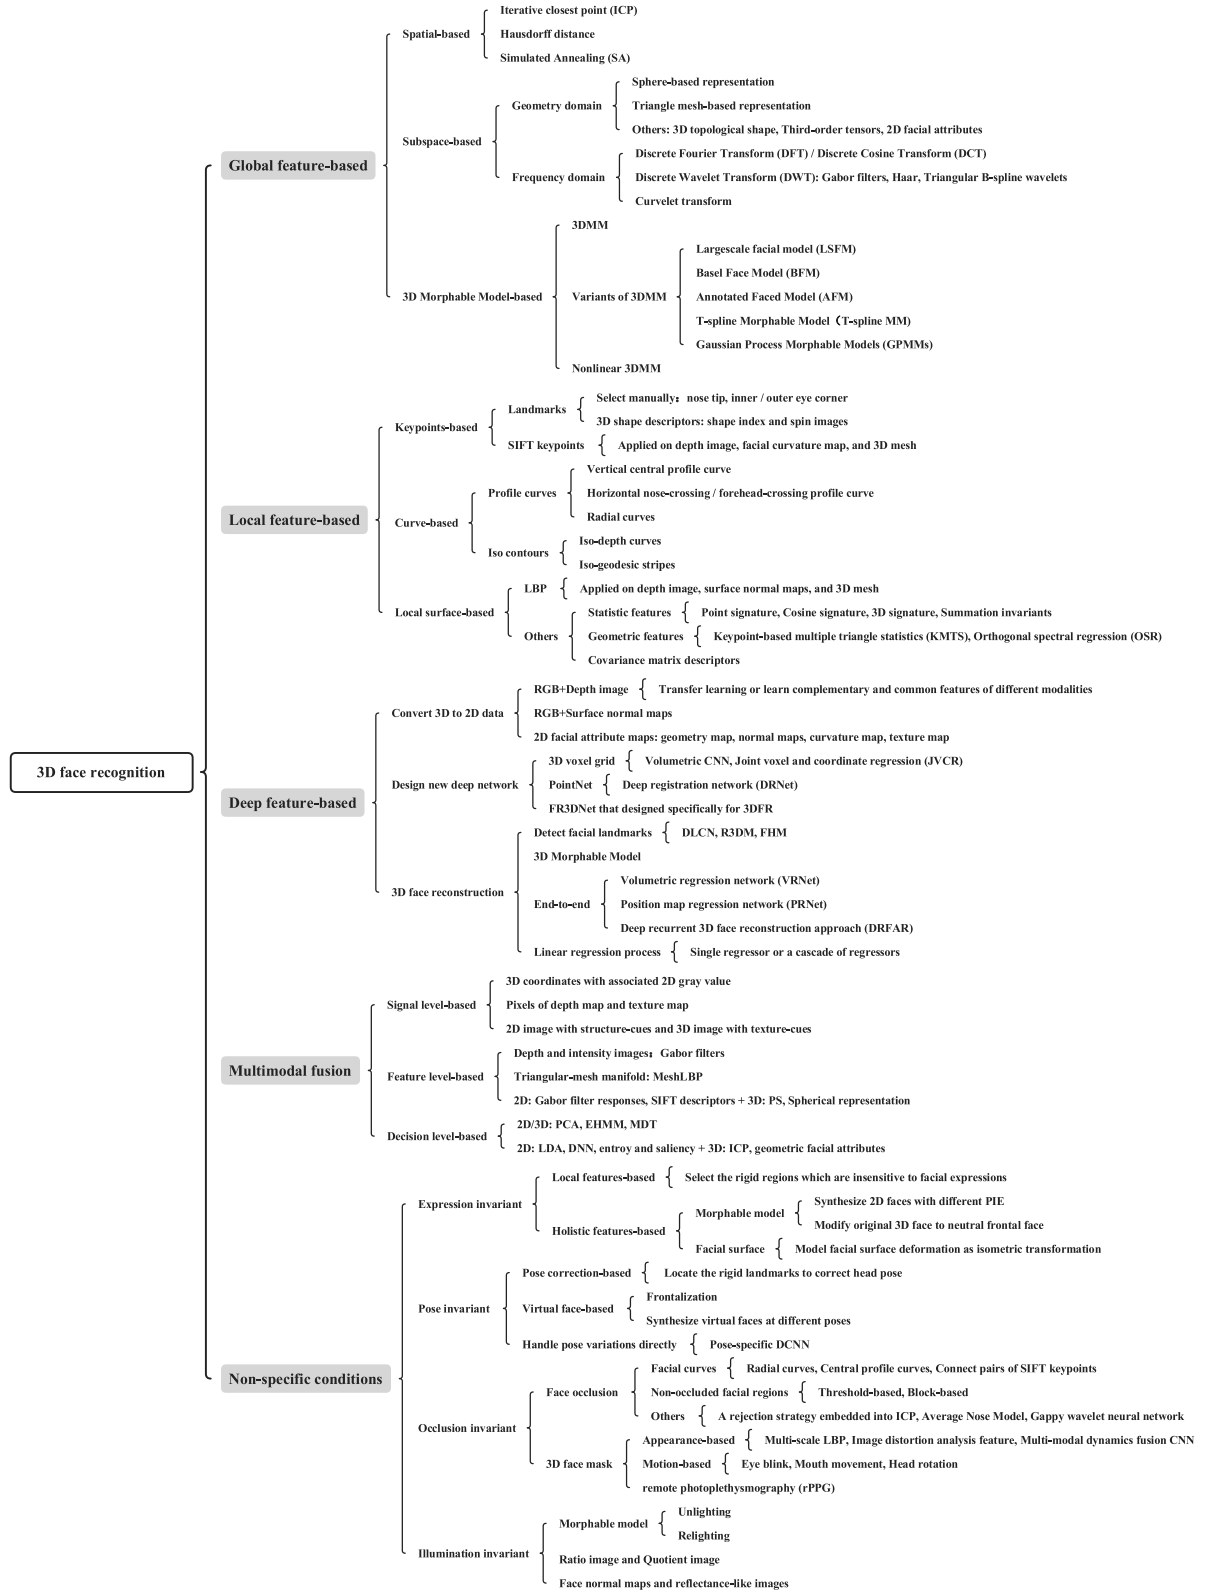 3D face recognition
Global feature-based
Spatial-based
Iterative closest point (ICP)
Hausdorff distance
Simulated Annealing (SA)
Subspace-based
Geometry domain
Sphere-based representation
Triangle mesh-based representation
Others: 3D topological shape, Third-order tensors, 2D facial attributes
Frequency domain
Discrete Fourier Transform (DFT) / Discrete Cosine Transform (DCT)
Discrete Wavelet Transform (DWT): Gabor filters, Haar, Triangular B-spline wavelets
Curvelet transform
3D Morphable Model-based
3DMM
Variants of 3DMM
Largescale facial model (LSFM)
Basel Face Model (BFM)
Annotated Faced Model (AFM)
T-spline Morphable Model（T-spline MM)
Gaussian Process Morphable Models (GPMMs)
Nonlinear 3DMM
Local feature-based
Keypoints-based
Landmarks
Select manually：nose tip, inner / outer eye corner
3D shape descriptors: shape index and spin images
SIFT keypoints
Applied on depth image, facial curvature map, and 3D mesh
Curve-based
Profile curves
Vertical central profile curve
Horizontal nose-crossing / forehead-crossing profile curve
Radial curves
Iso contours
Iso-depth curves
Iso-geodesic stripes
Local surface-based
LBP
Applied on depth image, surface normal maps, and 3D mesh
Others
Statistic features
Point signature, Cosine signature, 3D signature, Summation invariants
Geometric features
Keypoint-based multiple triangle statistics (KMTS), Orthogonal spectral regression (OSR)
Covariance matrix descriptors
Deep feature-based
Convert 3D to 2D data
RGB+Depth image
Transfer learning or learn complementary and common features of different modalities
RGB+Surface normal maps
2D facial attribute maps: geometry map, normal maps, curvature map, texture map
Design new deep network
3D voxel grid
Volumetric CNN, Joint voxel and coordinate regression (JVCR)
PointNet
Deep registration network (DRNet)
FR3DNet that designed specifically for 3DFR
3D face reconstruction
Detect facial landmarks
DLCN, R3DM, FHM
3D Morphable Model
End-to-end
Volumetric regression network (VRNet)
Position map regression network (PRNet)
Deep recurrent 3D face reconstruction approach (DRFAR)
Linear regression process
Single regressor or a cascade of regressors
Multimodal fusion
Signal level-based
3D coordinates with associated 2D gray value
Pixels of depth map and texture map
2D image with structure-cues and 3D image with texture-cues
Feature level-based
Depth and intensity images：Gabor filters
Triangular-mesh manifold: MeshLBP
2D: Gabor filter responses, SIFT descriptors + 3D: PS, Spherical representation
Decision level-based
2D/3D: PCA, EHMM, MDT
2D: LDA, DNN, entroy and saliency + 3D: ICP, geometric facial attributes
Non-specific conditions
Expression invariant
Local features-based
Select the rigid regions which are insensitive to facial expressions
Holistic features-based
Morphable model
Synthesize 2D faces with different PIE
Modify original 3D face to neutral frontal face
Facial surface
Model facial surface deformation as isometric transformation
Pose invariant
Pose correction-based
Locate the rigid landmarks to correct head pose
Virtual face-based
Frontalization
Synthesize virtual faces at different poses
Handle pose variations directly
Pose-specific DCNN
Occlusion invariant
Face occlusion
Facial curves
Radial curves, Central profile curves, Connect pairs of SIFT keypoints
Non-occluded facial regions
Threshold-based, Block-based
Others
A rejection strategy embedded into ICP, Average Nose Model, Gappy wavelet neural network
3D face mask
Appearance-based
Multi-scale LBP, Image distortion analysis feature, Multi-modal dynamics fusion CNN
Motion-based
Eye blink, Mouth movement, Head rotation
remote photoplethysmography (rPPG)
Illumination invariant
Morphable model
Unlighting
Relighting
Ratio image and Quotient image
Face normal maps and reflectance-like images